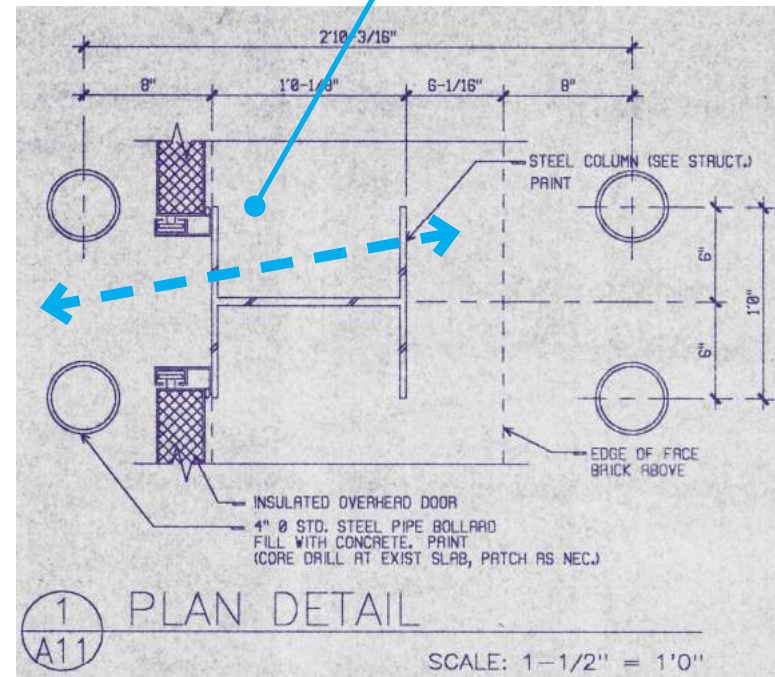 2'10-3/16"
8" 1'0-1/8" 6-1/16" 8"
STEEL COLUMN (SEE STRUCT.)
PAINT
6"
1'0"
6"
EDGE OF FACE
BRICK ABOVE
INSULATED OVERHEAD DOOR
4" Ø STD. STEEL PIPE BOLLARD
FILL WITH CONCRETE. PAINT
(CORE DRILL AT EXIST SLAB, PATCH AS NEC.)
1 PLAN DETAIL
A11
SCALE: 1-1/2" = 1'0"